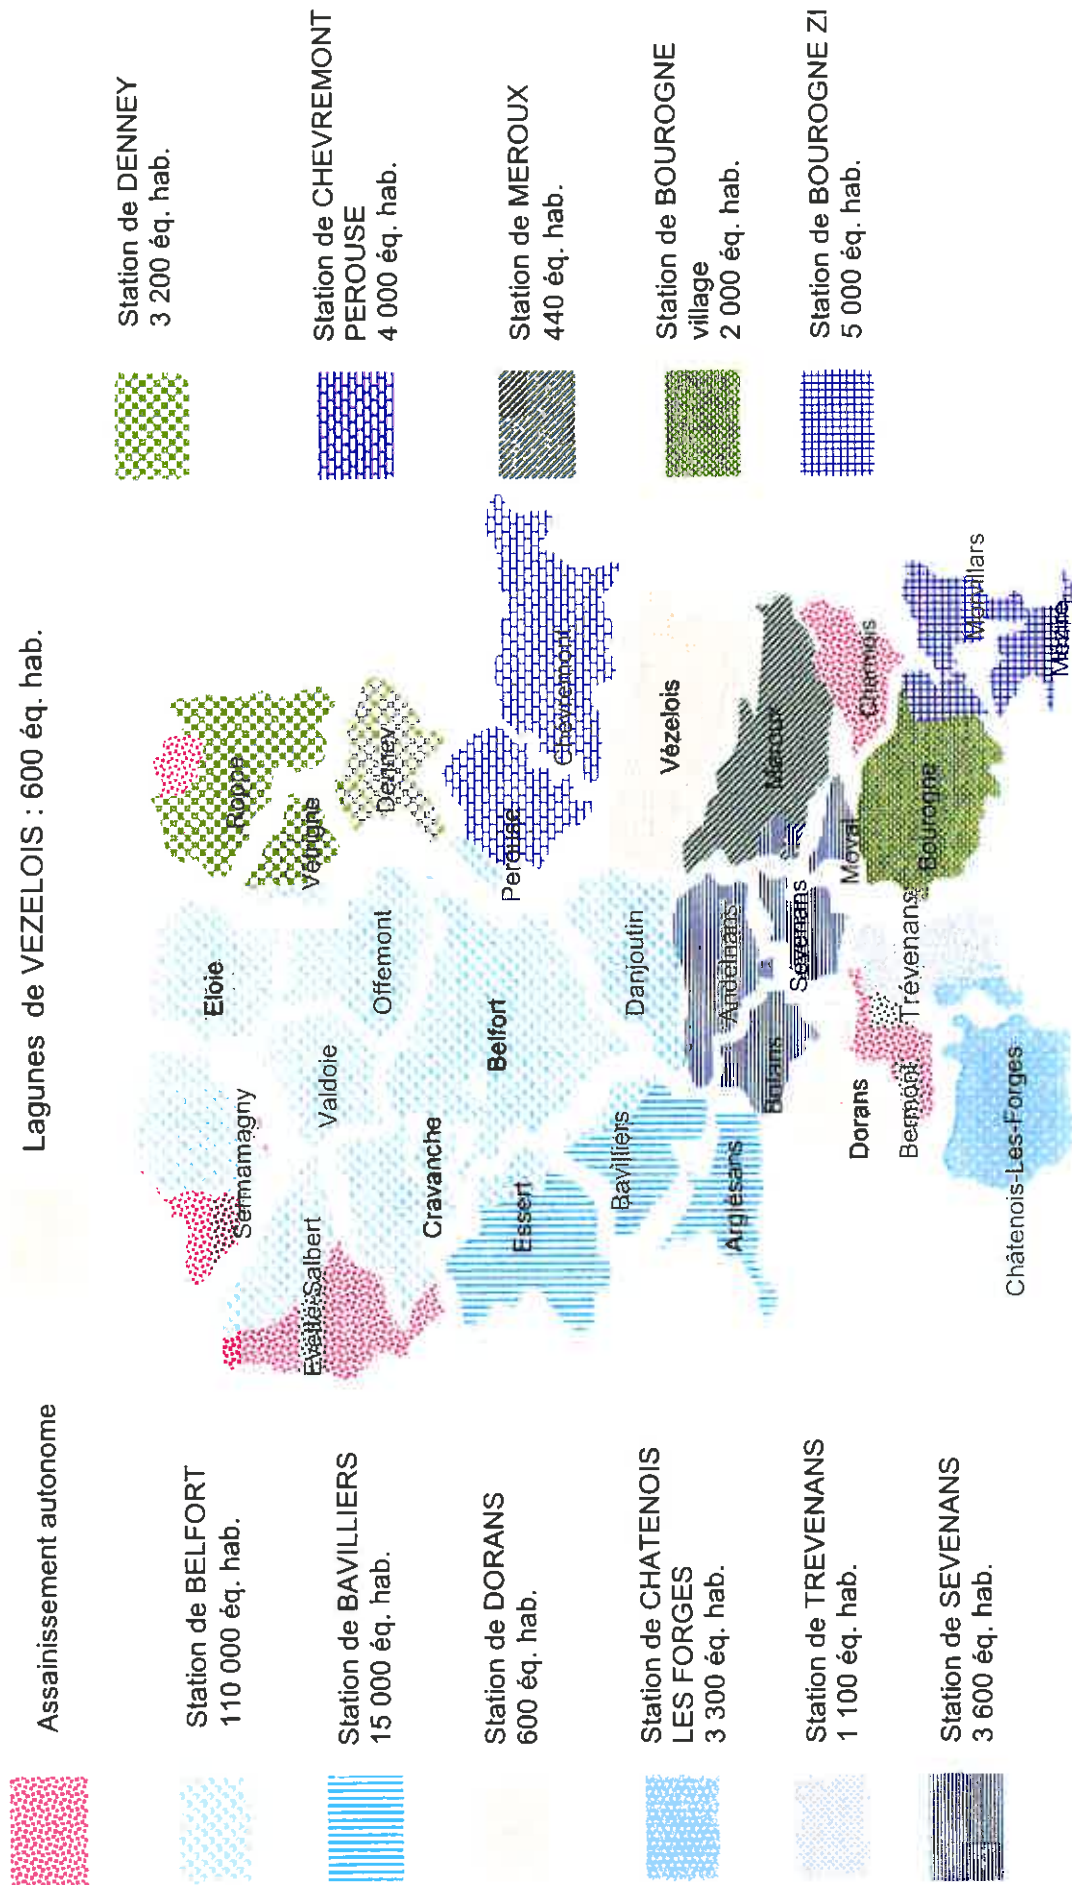 Lagunes de VEZELOIS : 600 éq. hab.
Assainissement autonome
Station de BELFORT
110 000 éq. hab.
Station de BAVILLIERS
15 000 éq. hab.
Station de DORANS
600 éq. hab.
Station de CHATENOIS
LES FORGES
3 300 éq. hab.
Station de TREVENANS
1 100 éq. hab.
Station de SEVENANS
3 600 éq. hab.
Sermamagny
Eloie
Roppe
Evette-Salbert
Valdoie
Vétrigne
Offemont
Denney
Cravanche
Belfort
Perouse
Essert
Chèvremont
Bavilliers
Danjoutin
Vézelois
Argiésans
Andelnans
Meroux
Botans
Sévenans
Moval
Charmois
Dorans
Bermont
Trévenans
Bourogne
Morvillars
Méziré
Châtenois-Les-Forges
Station de DENNEY
3 200 éq. hab.
Station de CHEVREMONT
PEROUSE
4 000 éq. hab.
Station de MEROUX
440 éq. hab.
Station de BOUROGNE
village
2 000 éq. hab.
Station de BOUROGNE ZI
5 000 éq. hab.